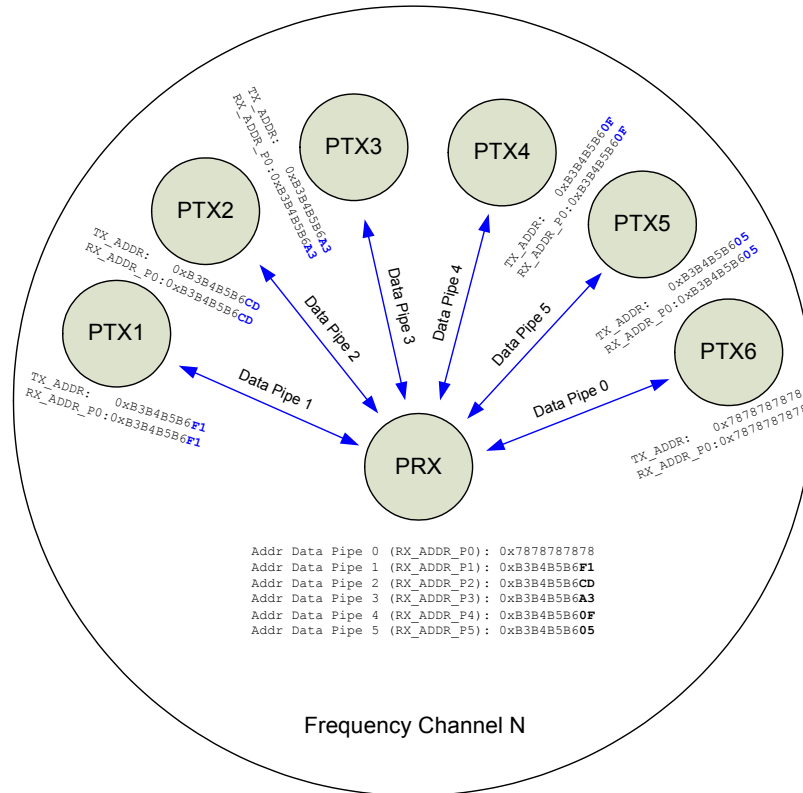 PTX3
PTX4
PTX2
PTX5
PTX1
PTX6
PRX
TX_ADDR: 0xB3B4B5B6F1
RX_ADDR_P0:0xB3B4B5B6F1
TX_ADDR: 0xB3B4B5B6CD
RX_ADDR_P0:0xB3B4B5B6CD
TX_ADDR: 0xB3B4B5B6A3
RX_ADDR_P0:0xB3B4B5B6A3
TX_ADDR: 0xB3B4B5B60F
RX_ADDR_P0:0xB3B4B5B60F
TX_ADDR: 0xB3B4B5B605
RX_ADDR_P0:0xB3B4B5B605
TX_ADDR: 0x7878787878
RX_ADDR_P0:0x7878787878
Data Pipe 1
Data Pipe 2
Data Pipe 3
Data Pipe 4
Data Pipe 5
Data Pipe 0
Addr Data Pipe 0 (RX_ADDR_P0): 0x7878787878
Addr Data Pipe 1 (RX_ADDR_P1): 0xB3B4B5B6F1
Addr Data Pipe 2 (RX_ADDR_P2): 0xB3B4B5B6CD
Addr Data Pipe 3 (RX_ADDR_P3): 0xB3B4B5B6A3
Addr Data Pipe 4 (RX_ADDR_P4): 0xB3B4B5B60F
Addr Data Pipe 5 (RX_ADDR_P5): 0xB3B4B5B605
Frequency Channel N